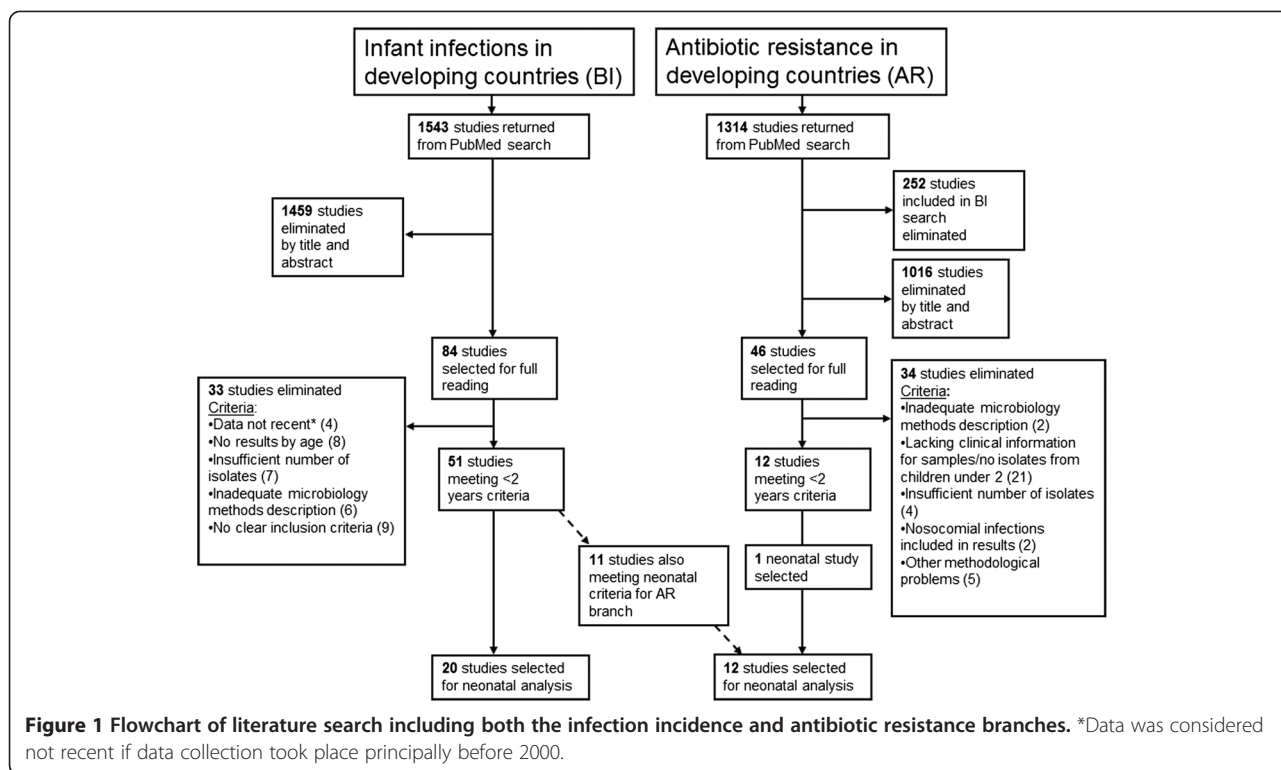 Infant infections in
developing countries (BI)
Antibiotic resistance in
developing countries (AR)
1543 studies returned
from PubMed search
1314 studies returned
from PubMed search
252 studies
included in BI
search
eliminated
1459 studies
eliminated
by title and
abstract
1016 studies
eliminated
by title and
abstract
84 studies
selected for full
reading
46 studies
selected for full
reading
33 studies eliminated
Criteria:
•Data not recent* (4)
•No results by age (8)
•Insufficient number of
isolates (7)
•Inadequate microbiology
methods description (6)
•No clear inclusion criteria (9)
34 studies eliminated
Criteria:
•Inadequate microbiology
methods description (2)
•Lacking clinical information
for samples/no isolates from
children under 2 (21)
•Insufficient number of isolates
(4)
•Nosocomial infections
included in results (2)
•Other methodological
problems (5)
51 studies
meeting <2
years criteria
12 studies
meeting <2
years criteria
11 studies also
meeting neonatal
criteria for AR
branch
1 neonatal study
selected
20 studies selected
for neonatal analysis
12 studies selected
for neonatal analysis
Figure 1 Flowchart of literature search including both the infection incidence and antibiotic resistance branches. *Data was considered
not recent if data collection took place principally before 2000.